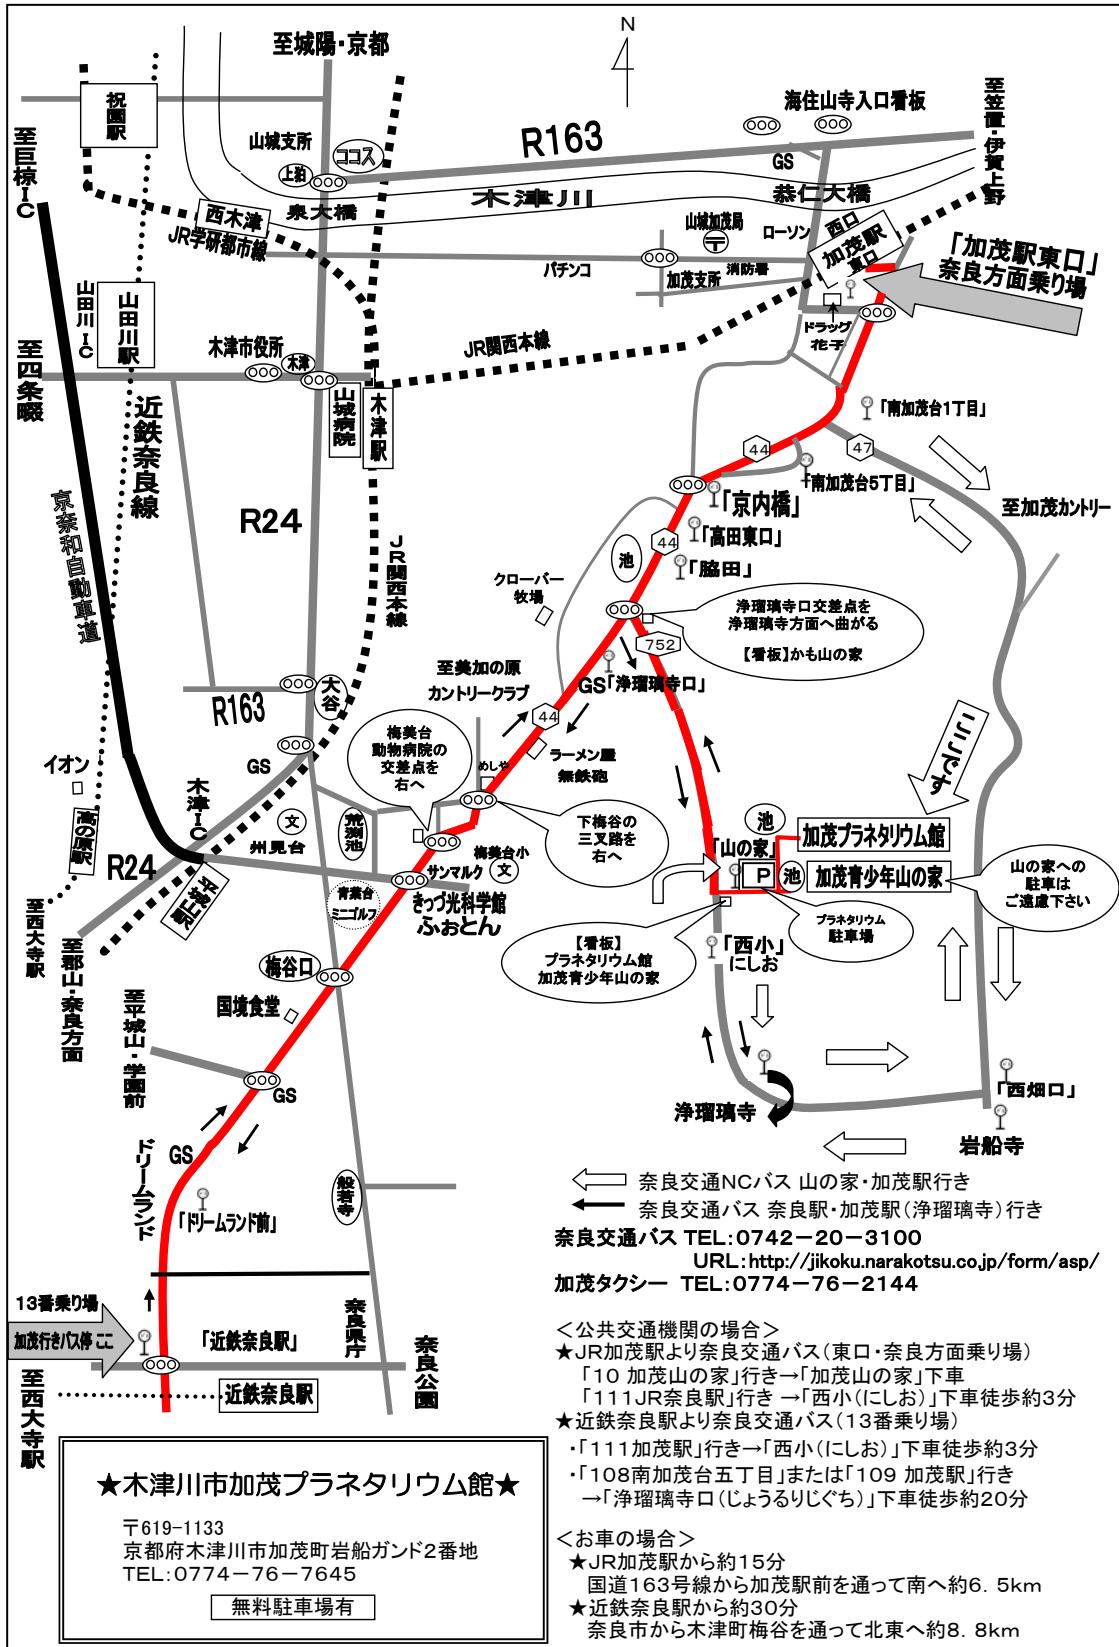 至城陽・京都
N
祝園駅
至巨椋IC
山城支所
ココス
上狛
R163
海住山寺入口看板
GS
至笠置・伊賀上野
泉大橋
木津川
恭仁大橋
西木津
JR学研都市線
山城加茂局
〒
ローソン
西口
加茂駅
東口
「加茂駅東口」
奈良方面乗り場
パチンコ
加茂支所
消防署
ドラッグ
花子
山田川IC
山田川駅
木津市役所
木津
JR関西本線
至四条畷
山城病院
木津駅
近鉄奈良線
「南加茂台1丁目」
44
47
「南加茂台5丁目」
至加茂カントリー
京奈和自動車道
R24
JR関西本線
「京内橋」
「高田東口」
44
池
「脇田」
クローバー
牧場
浄瑠璃寺口交差点を
浄瑠璃寺方面へ曲がる
【看板】かも山の家
752
至美加の原
カントリークラブ
GS「浄瑠璃寺口」
大谷
R163
GS
44
梅美台
動物病院の
交差点を
右へ
めしや
ラーメン屋
無鉄砲
ここです
イオン
高の原駅
木津IC
文
州見台
荒渕池
下梅谷の
三叉路を
右へ
池
加茂プラネタリウム館
「山の家」
P
池
加茂青少年山の家
山の家への
駐車は
ご遠慮下さい
R24
平城山駅
サンマルク
梅美台小
文
青葉台
ミニゴルフ
きっづ光科学館
ふぉとん
プラネタリウム
駐車場
至西大寺駅
至郡山・奈良方面
【看板】
プラネタリウム館
加茂青少年山の家
「西小」
にしお
梅谷口
国境食堂
至平城山・学園前
GS
浄瑠璃寺
「西畑口」
岩船寺
ドリームランド
GS
「ドリームランド前」
般若寺
奈良交通NCバス 山の家・加茂駅行き
奈良交通バス 奈良駅・加茂駅(浄瑠璃寺)行き
奈良交通バス TEL:0742-20-3100
URL:http://jikoku.narakotsu.co.jp/form/asp/
加茂タクシー TEL:0774-76-2144
13番乗り場
加茂行きバス停 ここ
「近鉄奈良駅」
奈良県庁
奈良公園
至西大寺駅
近鉄奈良駅
<公共交通機関の場合>
★JR加茂駅より奈良交通バス(東口・奈良方面乗り場)
「10 加茂山の家」行き→「加茂山の家」下車
「111JR奈良駅」行き →「西小(にしお)」下車徒歩約3分
★近鉄奈良駅より奈良交通バス(13番乗り場)
・「111加茂駅」行き→「西小(にしお)」下車徒歩約3分
・「108南加茂台五丁目」または「109 加茂駅」行き
→「浄瑠璃寺口(じょうるりじぐち)」下車徒歩約20分
<お車の場合>
★JR加茂駅から約15分
国道163号線から加茂駅前を通って南へ約6.5km
★近鉄奈良駅から約30分
奈良市から木津町梅谷を通って北東へ約8.8km
★木津川市加茂プラネタリウム館★
〒619-1133
京都府木津川市加茂町岩船ガンド2番地
TEL:0774-76-7645
無料駐車場有